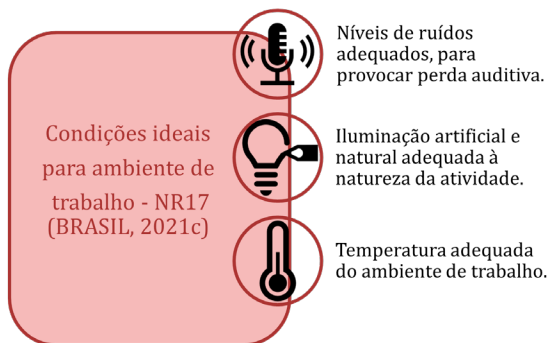 Condições ideais
para ambiente de
trabalho - NR17
(BRASIL, 2021c)
Níveis de ruídos
adequados, para
provocar perda auditiva.
Iluminação artificial e
natural adequada à
natureza da atividade.
Temperatura adequada
do ambiente de trabalho.